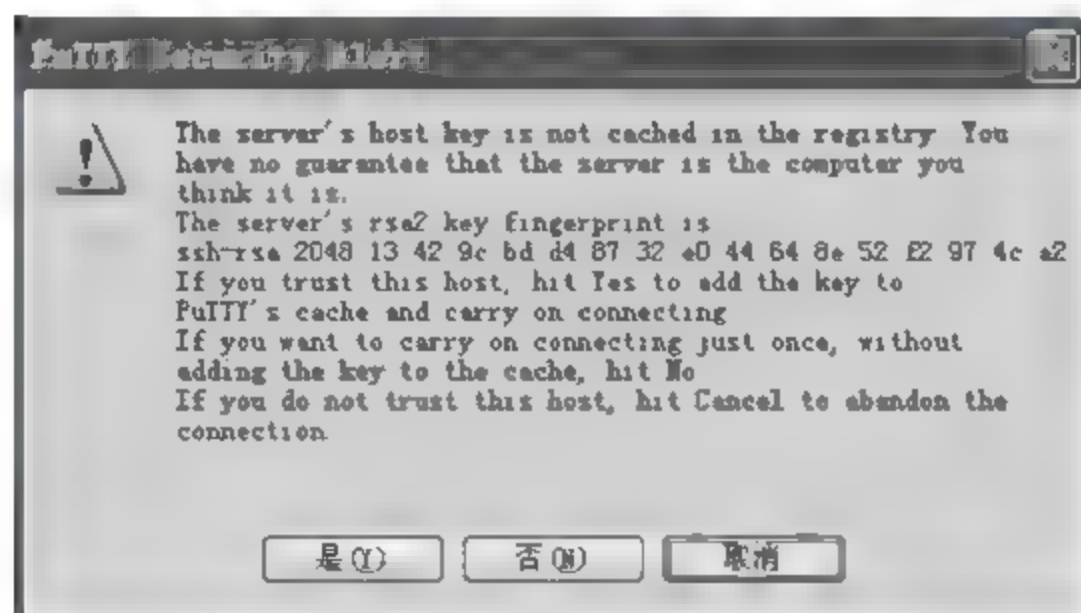 PuTTY Security Alert
The server's host key is not cached in the registry You
have no guarantee that the server is the computer you
think it is.
The server's rsa2 key fingerprint is
ssh-rsa 2048 13 42 9c bd d4 87 32 e0 44 64 8e 52 f2 97 4c a2
If you trust this host, hit Yes to add the key to
PuTTY's cache and carry on connecting
If you want to carry on connecting just once, without
adding the key to the cache, hit No
If you do not trust this host, hit Cancel to abandon the
connection
是(Y) 否(N) 取消